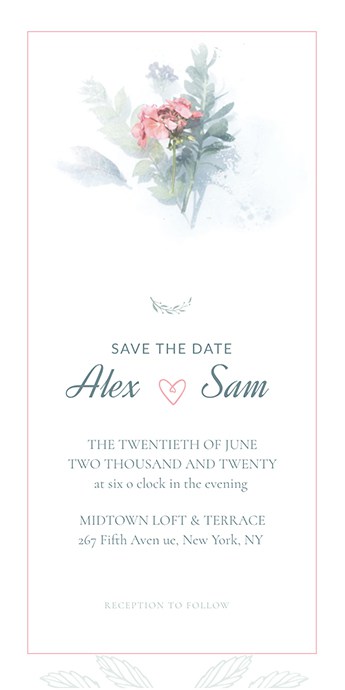 SAVE THE DATE
Alex Sam
THE TWENTIETH OF JUNE
TWO THOUSAND AND TWENTY
at six o clock in the evening
MIDTOWN LOFT & TERRACE
267 Fifth Aven ue, New York, NY
RECEPTION TO FOLLOW